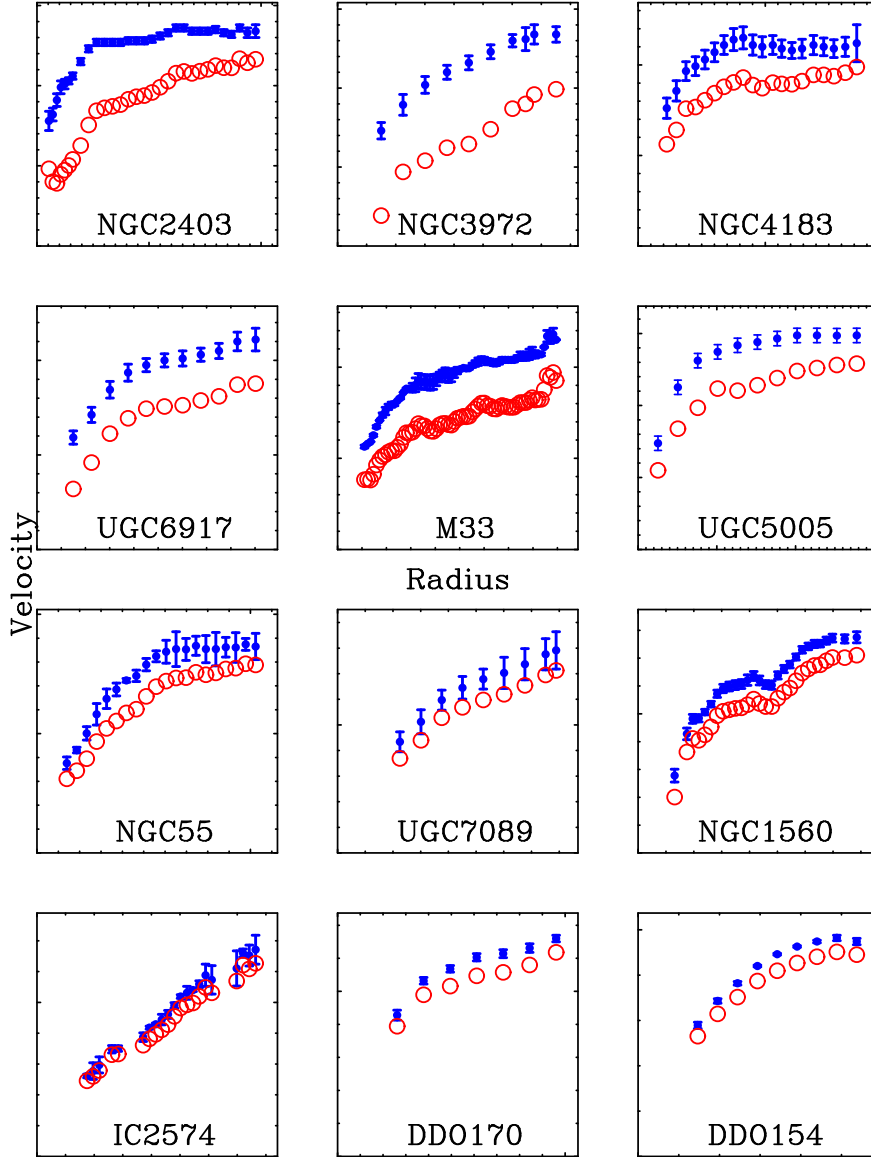 NGC2403
NGC3972
NGC4183
UGC6917
M33
UGC5005
Velocity
Radius
NGC55
UGC7089
NGC1560
IC2574
DDO170
DDO154